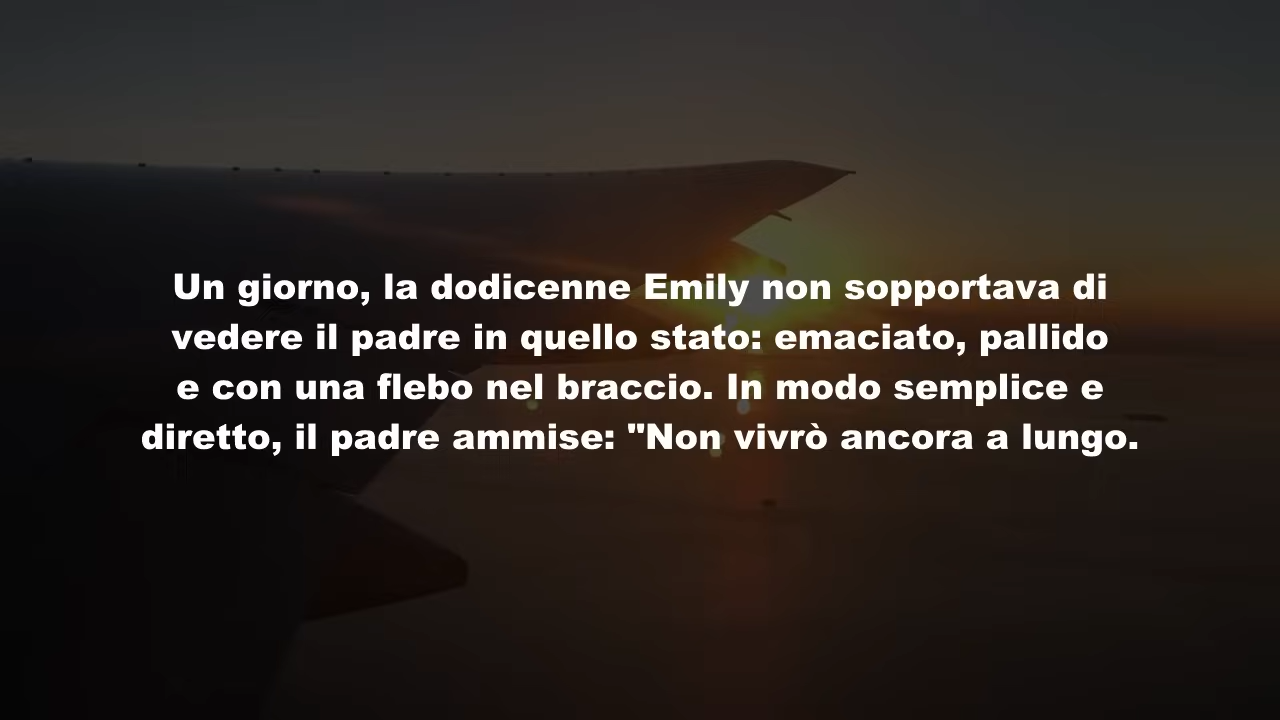 Un giorno, la dodicenne Emily non sopportava di
vedere il padre in quello stato: emaciato, pallido
e con una flebo nel braccio. In modo semplice e
diretto, il padre ammise: "Non vivrò ancora a lungo.